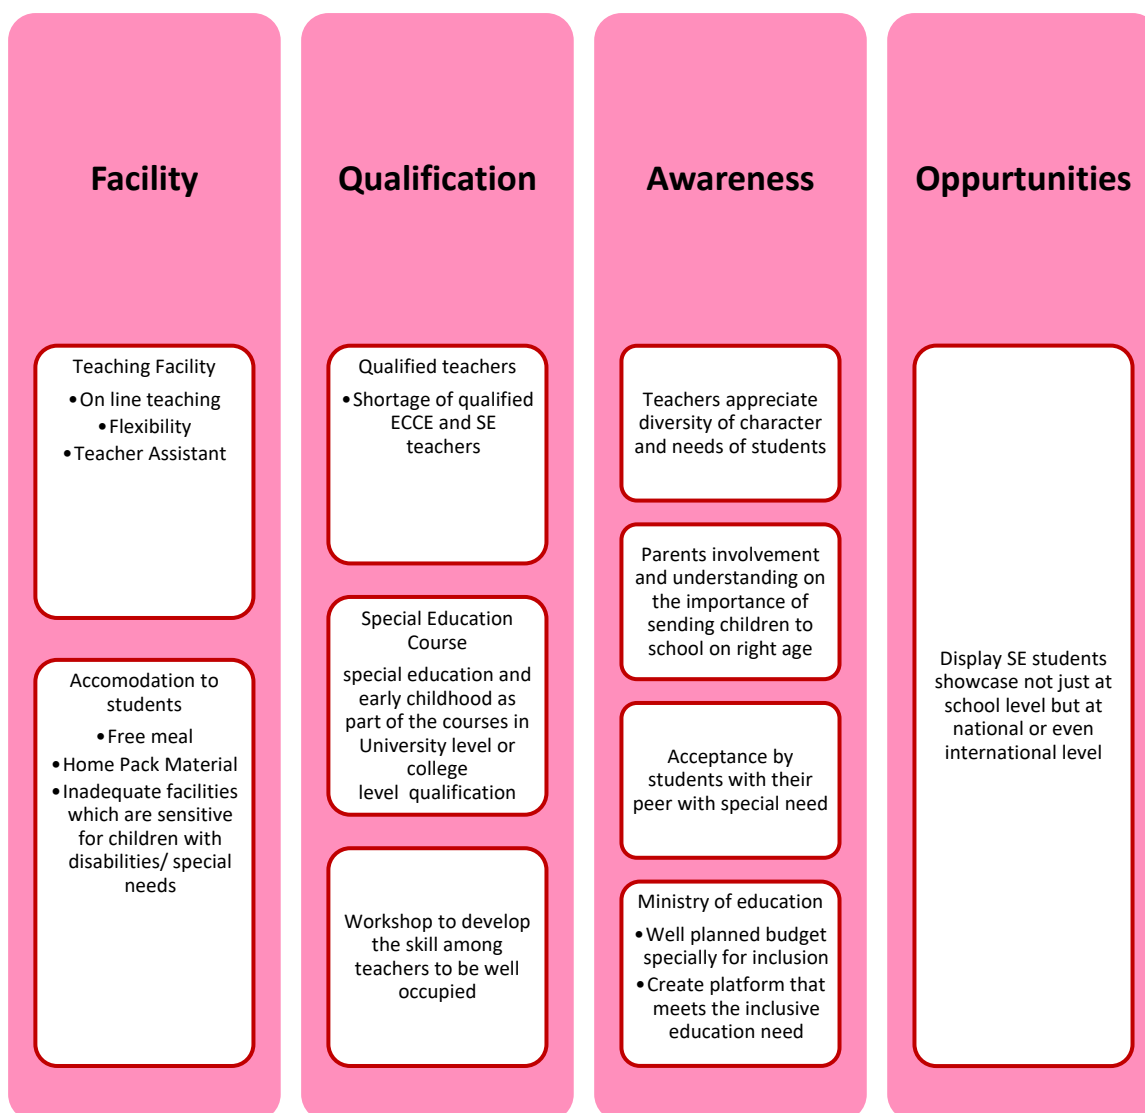 Facility
Teaching Facility
•On line teaching
•Flexibility
•Teacher Assistant
Accomodation to
students
•Free meal
•Home Pack Material
•Inadequate facilities
which are sensitive
for children with
disabilities/ special
needs
Qualification
Qualified teachers
•Shortage of qualified
ECCE and SE
teachers
Special Education
Course
special education and
early childhood as
part of the courses in
University level or
college
level  qualification
Workshop to develop
the skill among
teachers to be well
occupied
Awareness
Teachers appreciate
diversity of character
and needs of students
Parents involvement
and understanding on
the importance of
sending children to
school on right age
Acceptance by
students with their
peer with special need
Ministry of education
•Well planned budget
specially for inclusion
•Create platform that
meets the inclusive
education need
Oppurtunities
Display SE students
showcase not just at
school level but at
national or even
international level